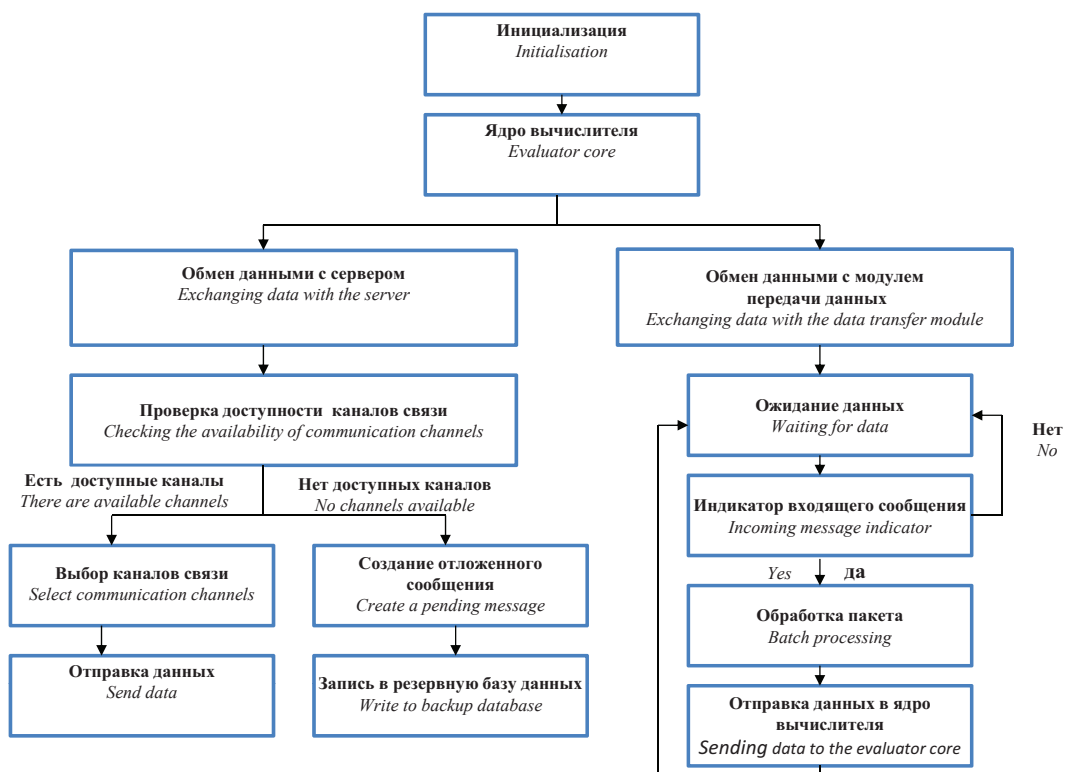 Инициализация
Initialisation
Ядро вычислителя
Evaluator core
Обмен данными с сервером
Exchanging data with the server
Обмен данными с модулем
передачи данных
Exchanging data with the data transfer module
Проверка доступности каналов связи
Checking the availability of communication channels
Ожидание данных
Waiting for data
Нет
No
Есть доступные каналы
There are available channels
Нет доступных каналов
No channels available
Индикатор входящего сообщения
Incoming message indicator
Выбор каналов связи
Select communication channels
Создание отложенного
сообщения
Create a pending message
Yes да
Обработка пакета
Batch processing
Отправка данных
Send data
Запись в резервную базу данных
Write to backup database
Отправка данных в ядро
вычислителя
Sending data to the evaluator core